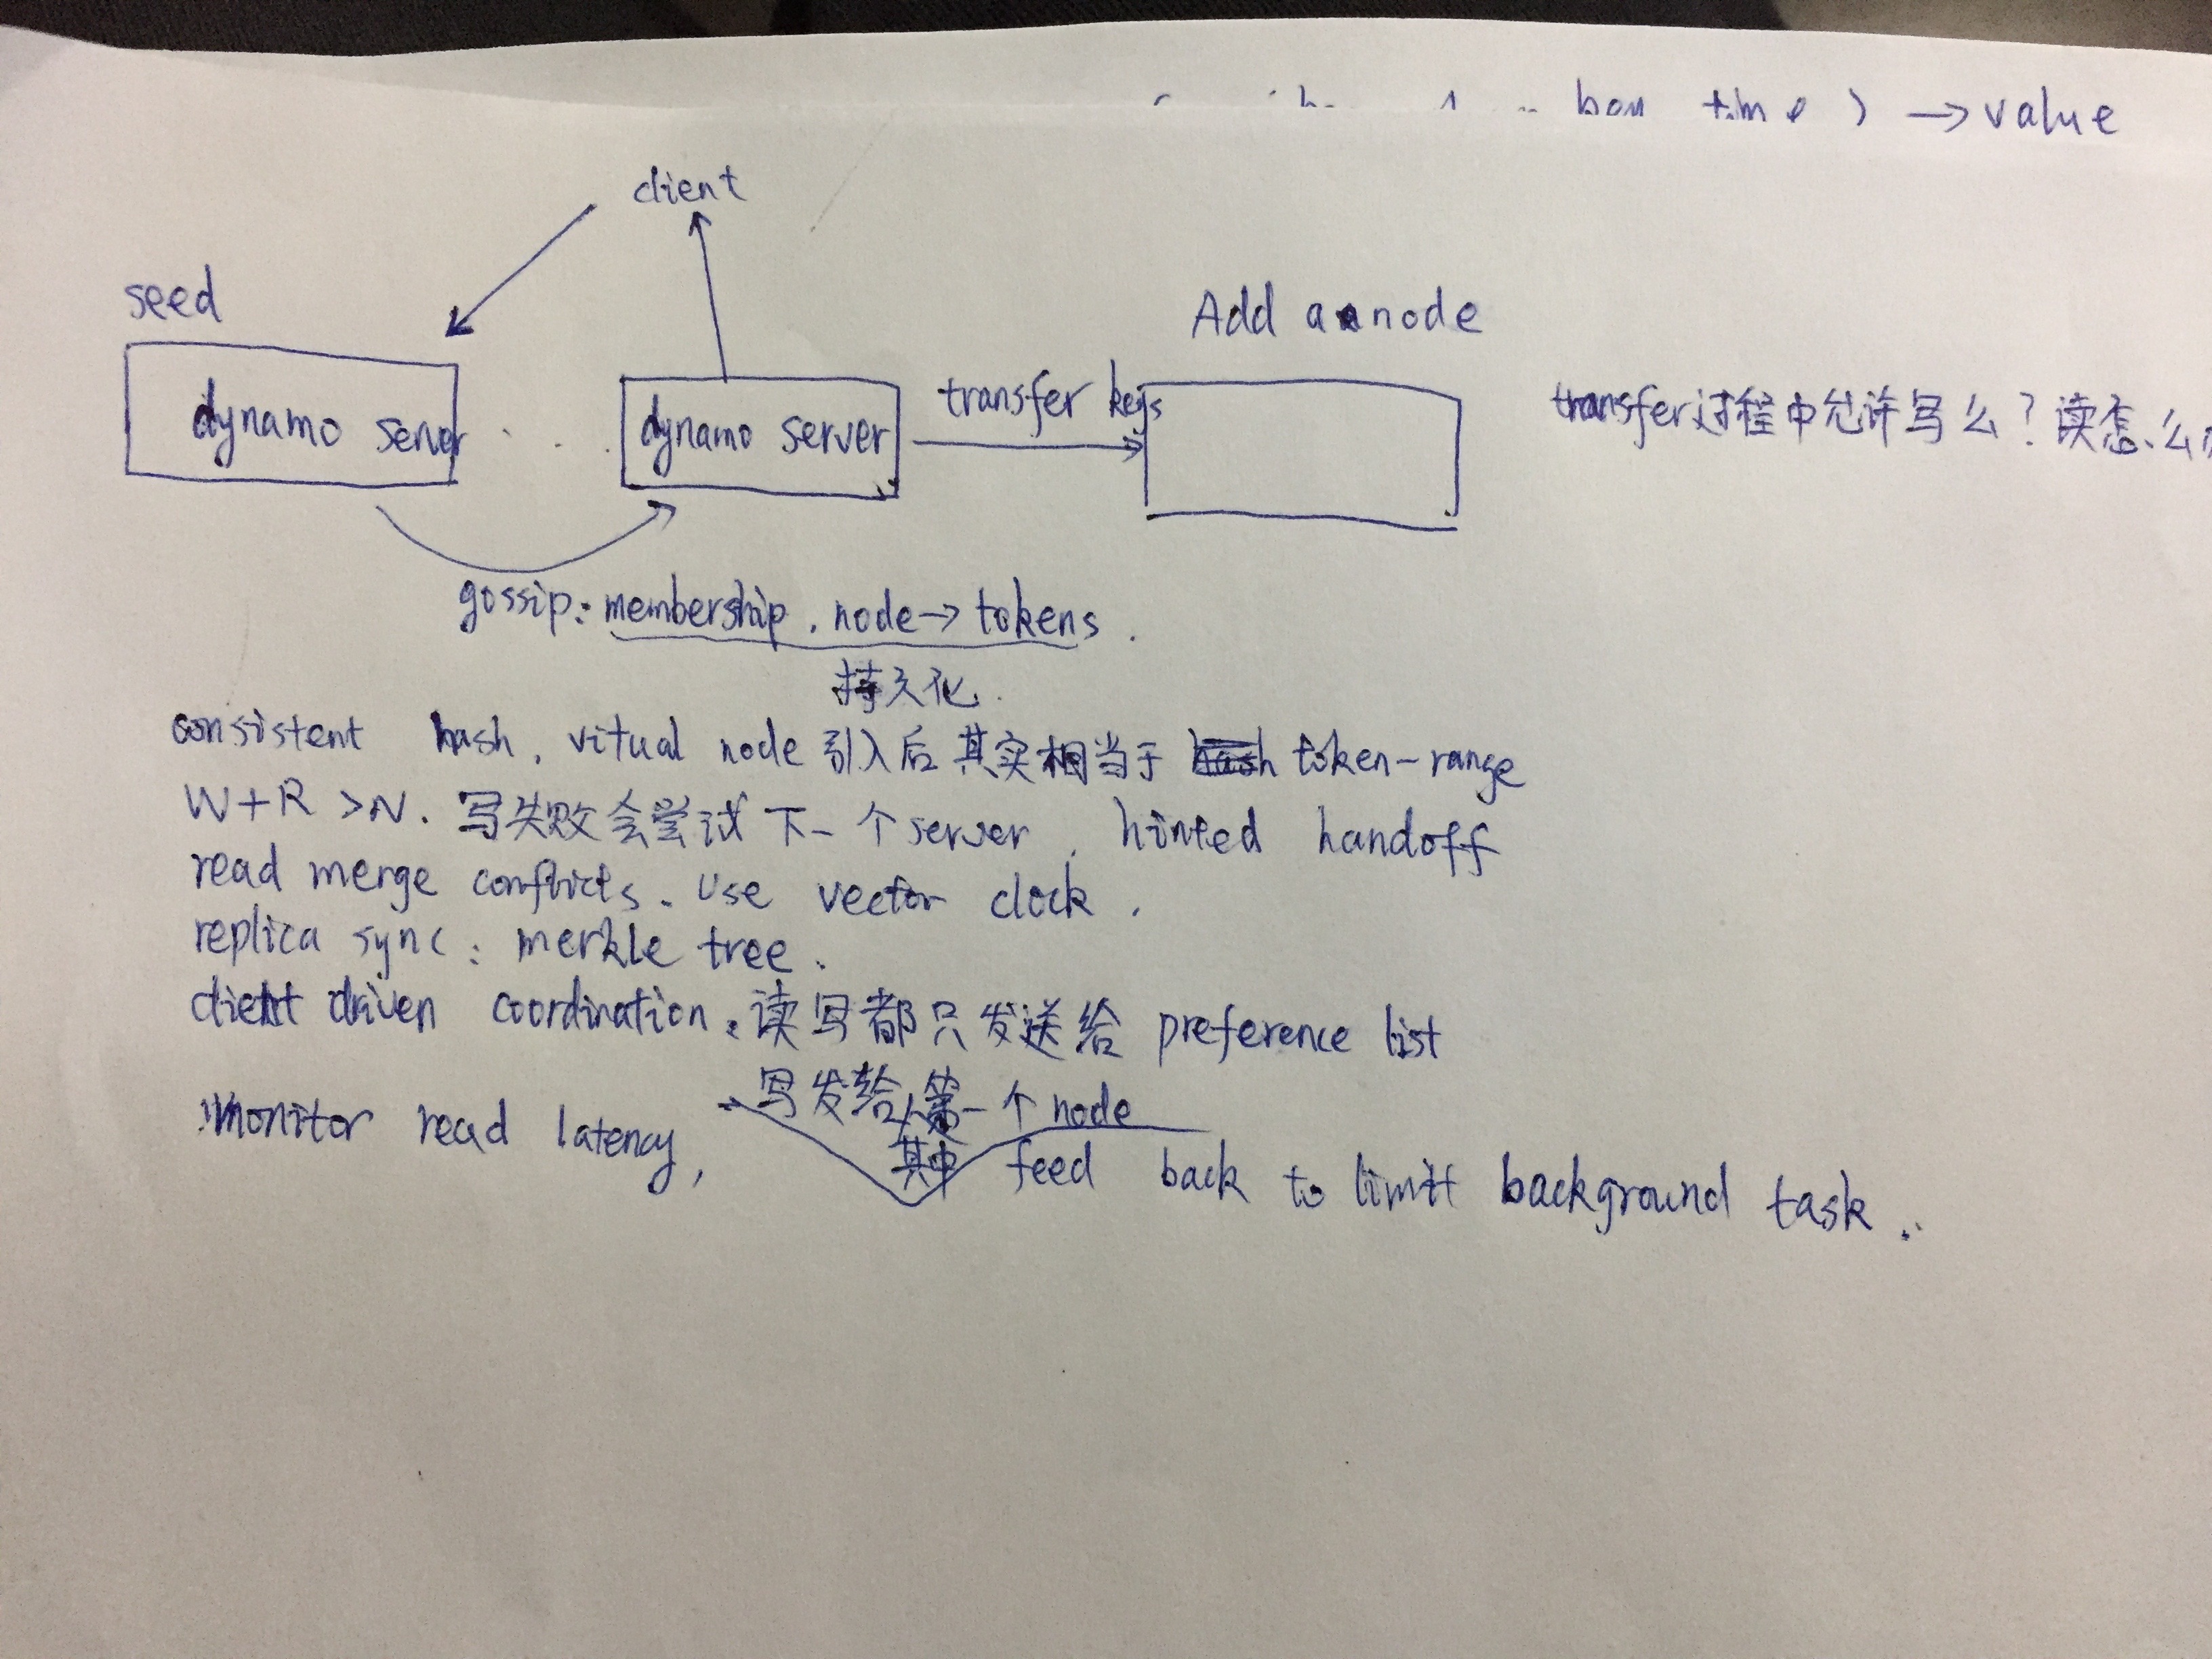 time ) → value
client
seed
Add a node
dynamo server
dynamo server
transfer keys
transfer过程中允许写么?读怎么
gossip: membership, node→ tokens.
持久化.
consistent hash, vitual node 引入后其实相当于 token-range
W+R >N. 写失败会尝试下一个server, hinted handoff
read merge conflicts. Use vector clock.
replica sync: merkle tree.
client driven coordination. 读写都只发送给 preference list
写发给第一个node
其中
monitor read latency, feed back to limit background task.